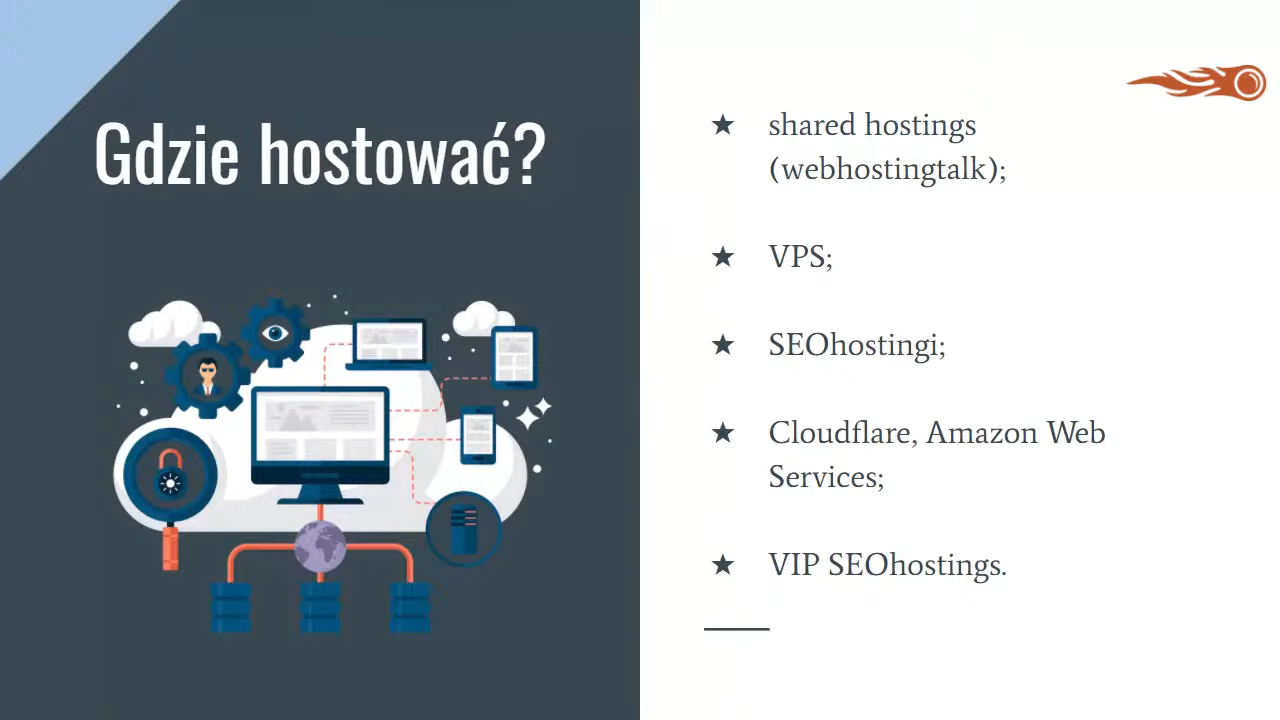 Gdzie hostować?
★ shared hostings
(webhostingtalk);
★ VPS;
★ SEOhostingi;
★ Cloudflare, Amazon Web
Services;
★ VIP SEOhostings.